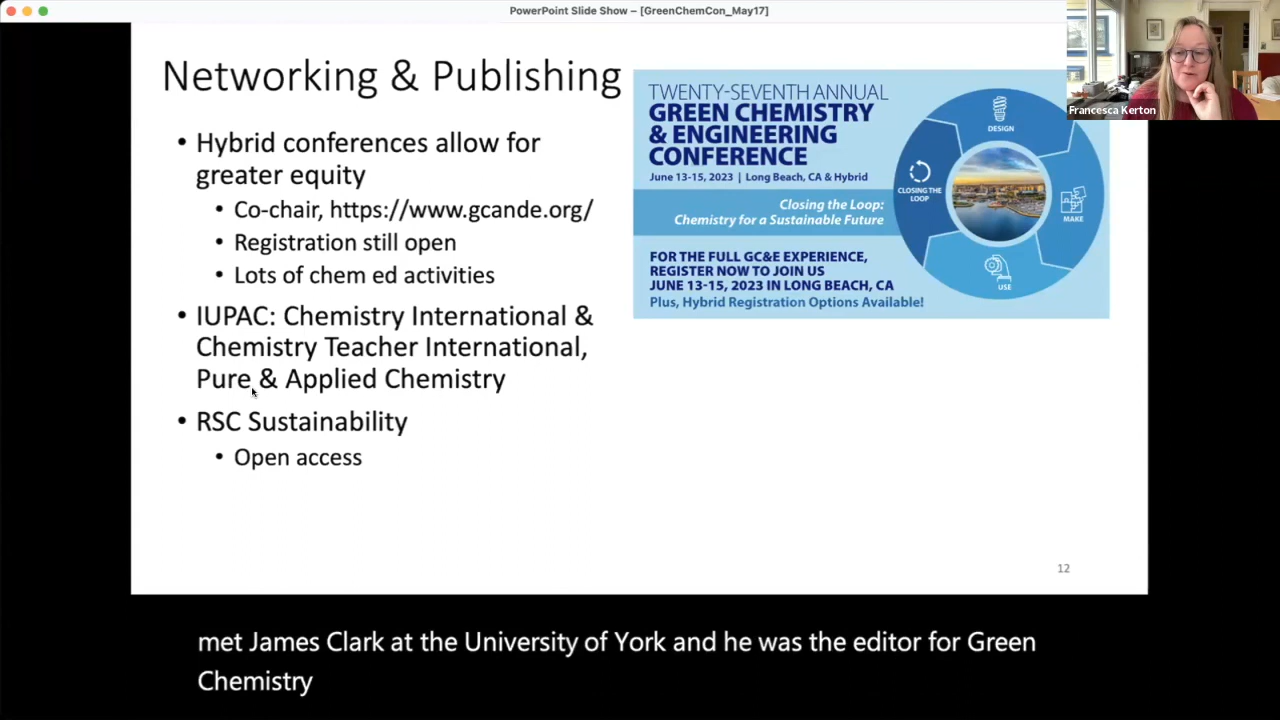 PowerPoint Slide Show – [GreenChemCon_May17]
Networking & Publishing
• Hybrid conferences allow for
greater equity
• Co-chair, https://www.gcande.org/
• Registration still open
• Lots of chem ed activities
• IUPAC: Chemistry International &
Chemistry Teacher International,
Pure & Applied Chemistry
• RSC Sustainability
• Open access
TWENTY-SEVENTH ANNUAL
GREEN CHEMISTRY
& ENGINEERING
CONFERENCE
June 13-15, 2023 | Long Beach, CA & Hybrid
Closing the Loop:
Chemistry for a Sustainable Future
FOR THE FULL GC&E EXPERIENCE,
REGISTER NOW TO JOIN US
JUNE 13-15, 2023 IN LONG BEACH, CA
Plus, Hybrid Registration Options Available!
DESIGN
CLOSING THE
LOOP
MAKE
USE
Francesca Kerton
12
met James Clark at the University of York and he was the editor for Green
Chemistry